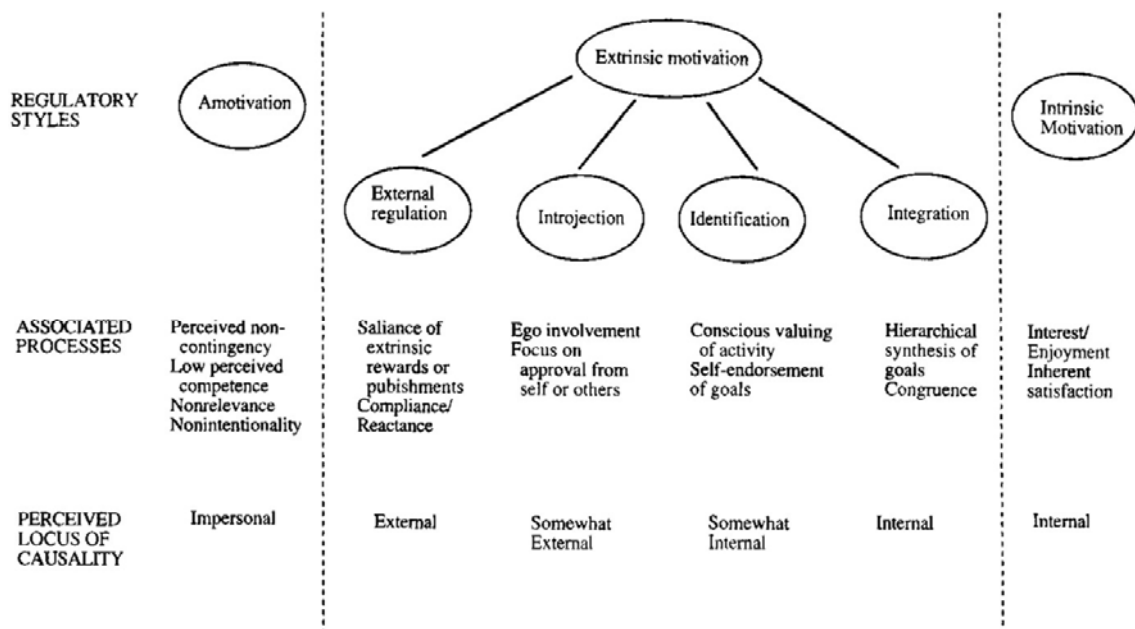 Extrinsic motivation
REGULATORY
STYLES
Amotivation
Intrinsic
Motivation
External
regulation
Introjection
Identification
Integration
ASSOCIATED
PROCESSES
Perceived non-
contingency
Low perceived
competence
Nonrelevance
Nonintentionality
Saliance of
extrinsic
rewards or
pubishments
Compliance/
Reactance
Ego involvement
Focus on
approval from
self or others
Conscious valuing
of activity
Self-endorsement
of goals
Hierarchical
synthesis of
goals
Congruence
Interest/
Enjoyment
Inherent
satisfaction
PERCEIVED
LOCUS OF
CAUSALITY
Impersonal
External
Somewhat
External
Somewhat
Internal
Internal
Internal